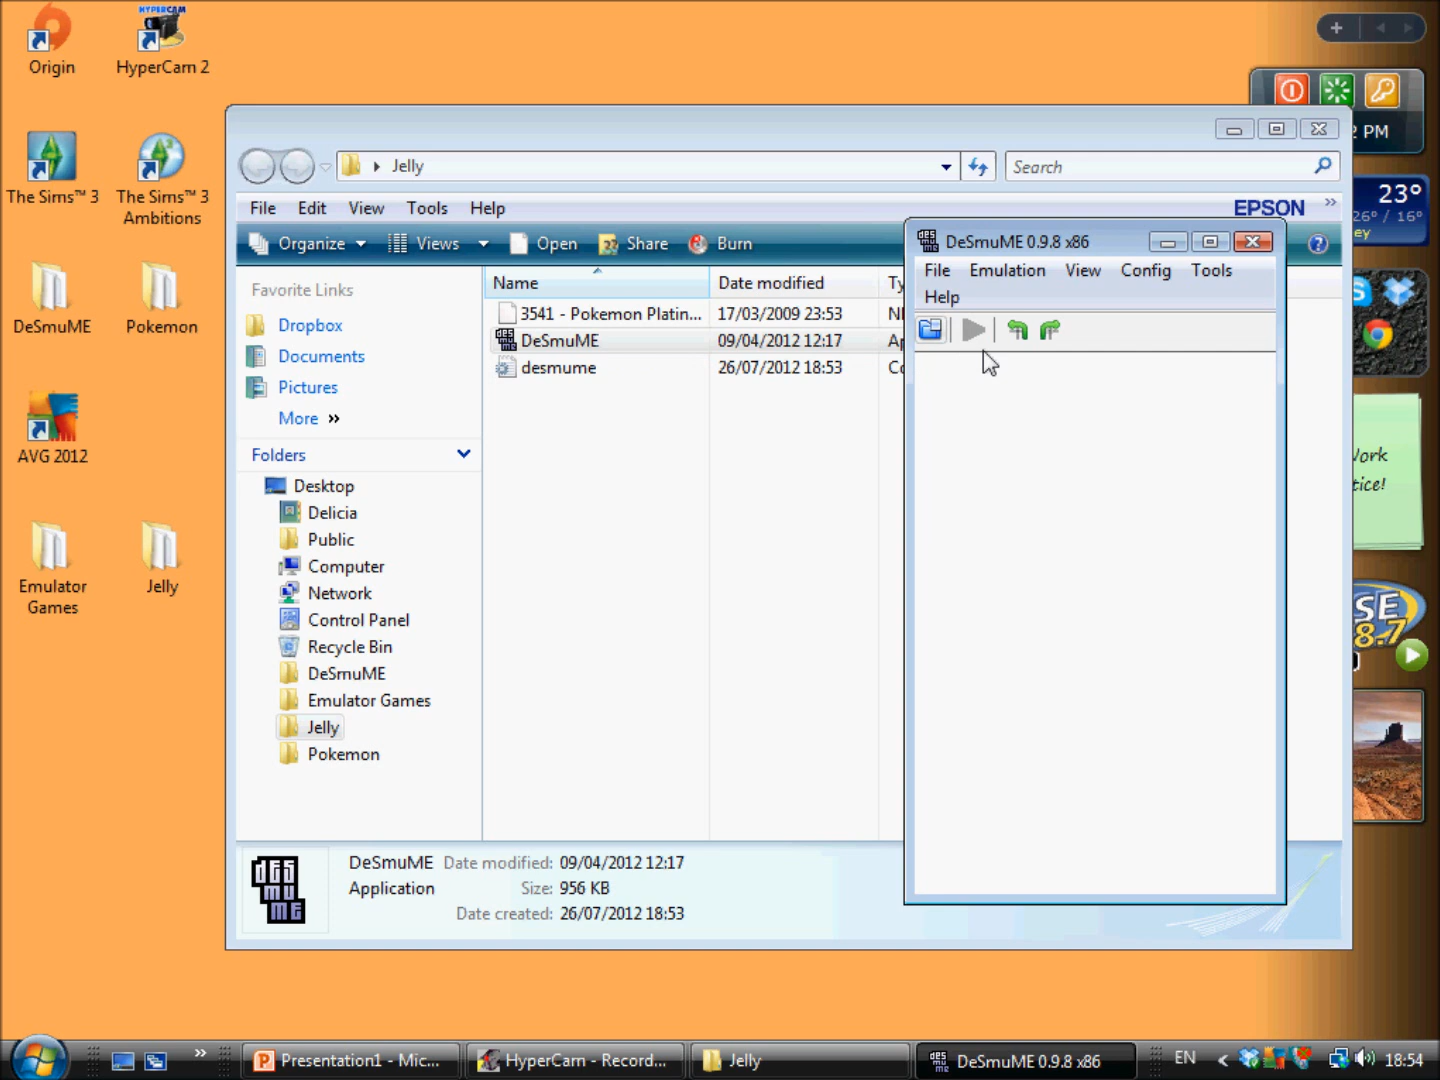 Origin
HYPERCAM
HyperCam 2
The Sims™ 3
The Sims™ 3
Ambitions
DeSmuME
Pokemon
AVG 2012
Emulator
Games
Jelly
Jelly
Search
File Edit View Tools Help
EPSON
Organize Views Open Share Burn
Favorite Links
Dropbox
Documents
Pictures
More
Folders
Desktop
Delicia
Public
Computer
Network
Control Panel
Recycle Bin
DeSmuME
Emulator Games
Jelly
Pokemon
Name Date modified
3541 - Pokemon Platin... 17/03/2009 23:53
DeSmuME 09/04/2012 12:17
desmume 26/07/2012 18:53
DeSmuME Date modified: 09/04/2012 12:17
Application Size: 956 KB
Date created: 26/07/2012 18:53
DeSmuME 0.9.8 x86
File Emulation View Config Tools
Help
PM
23°
26° / 16°
SE
8.7
Presentation1 - Mic...
HyperCam - Record...
Jelly
DeSmuME 0.9.8 x86
EN
18:54